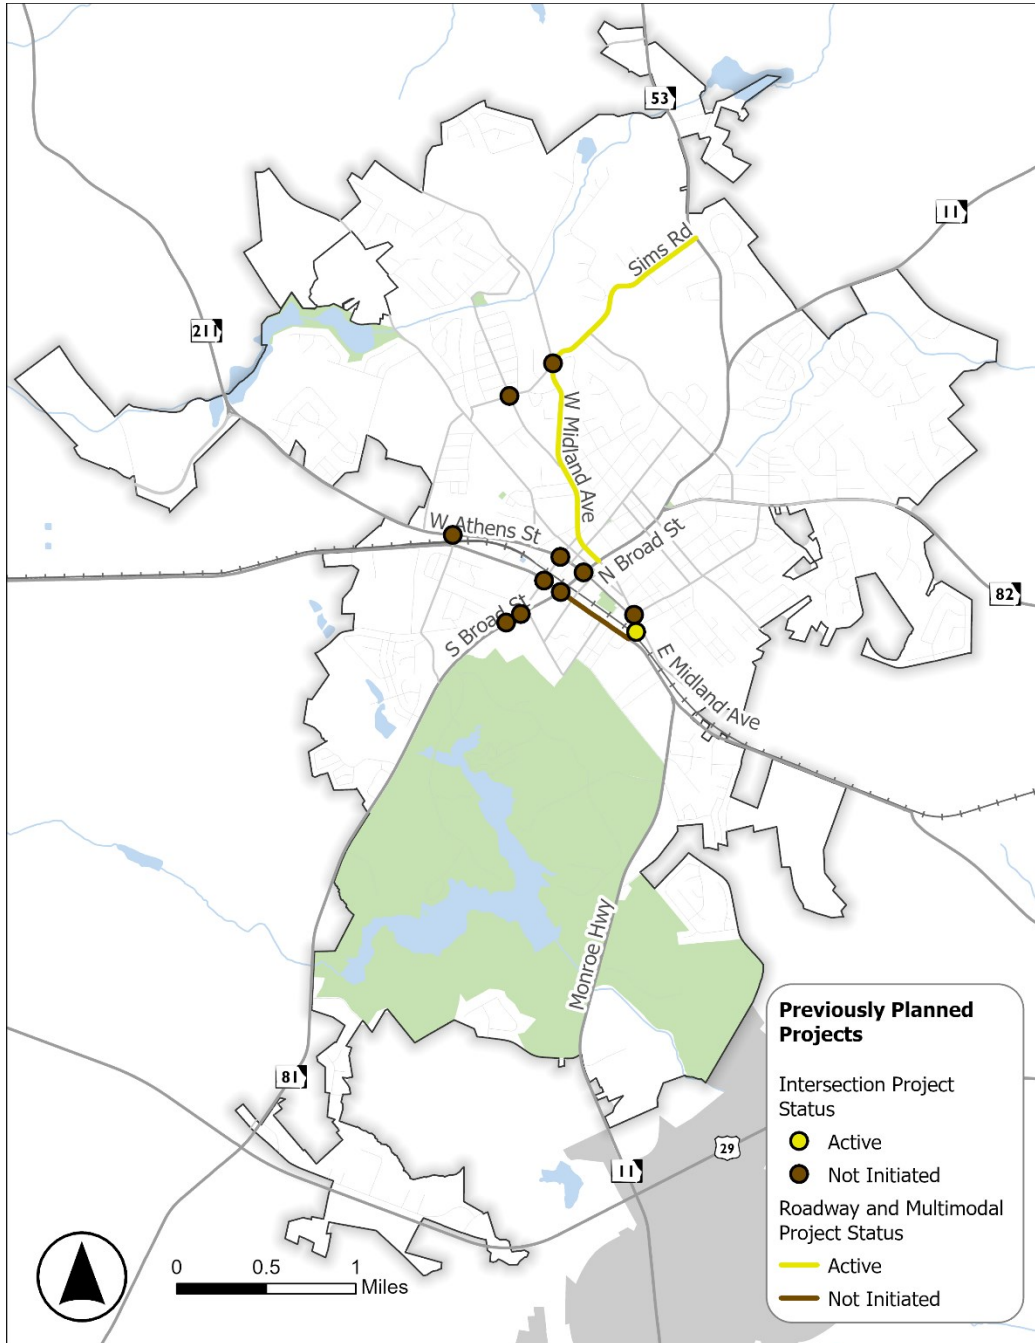 53
11
Sims Rd
211
W Midland Ave
W Athens St
N Broad St
82
S Broad St
E Midland Ave
Monroe Hwy
81
11
29
Previously Planned
Projects
Intersection Project
Status
Active
Not Initiated
Roadway and Multimodal
Project Status
Active
Not Initiated
0 0.5 1
Miles